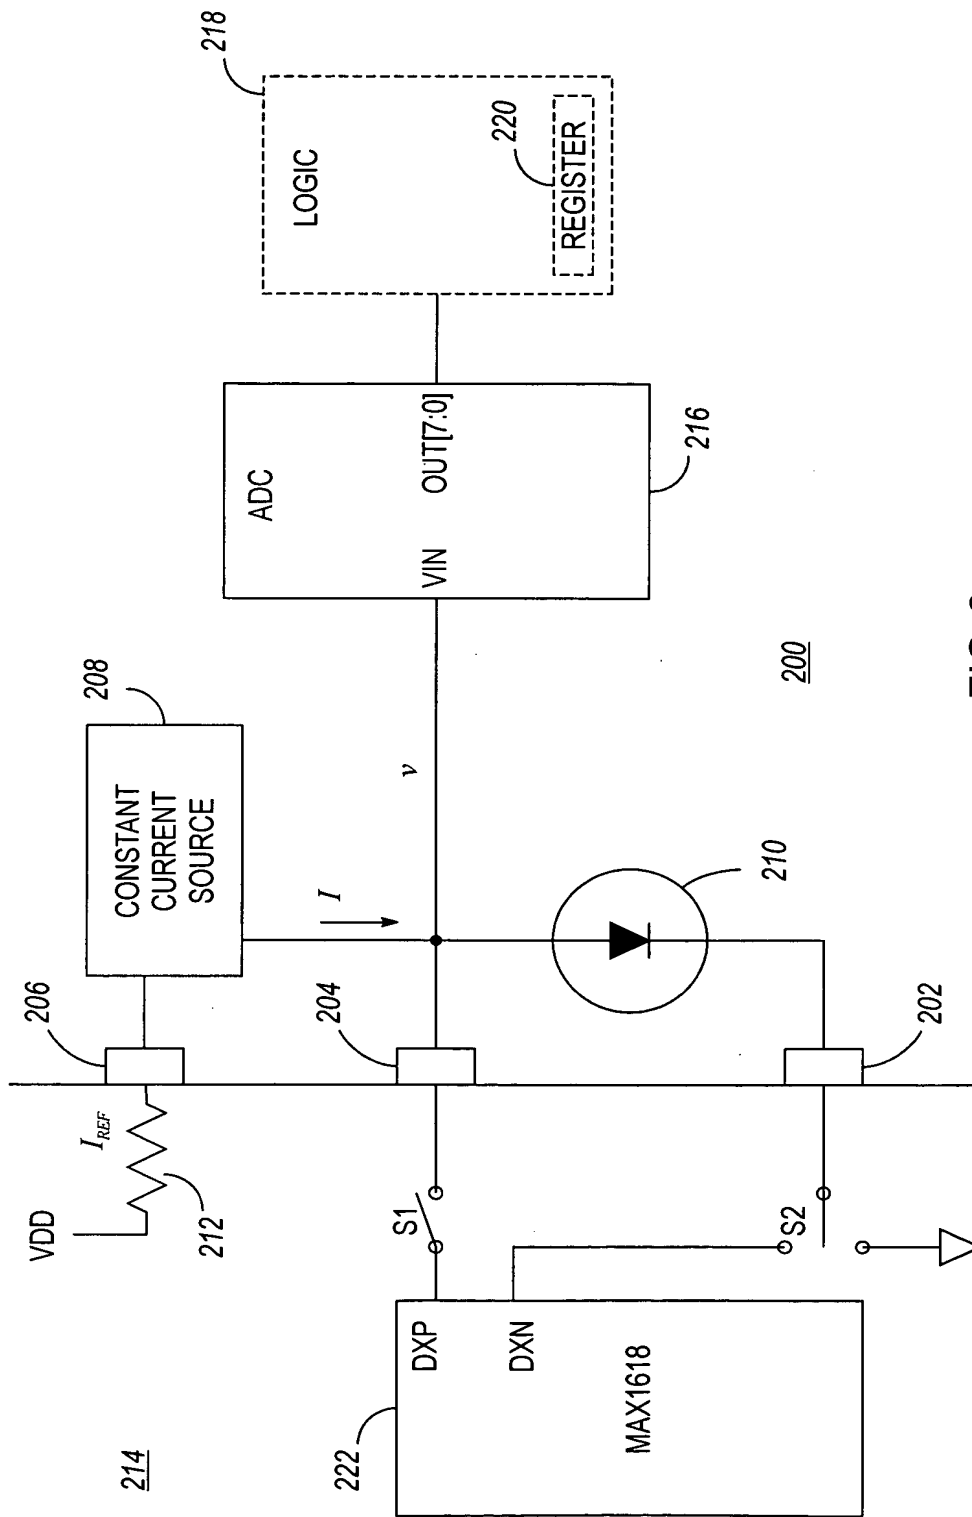 218
LOGIC
220
REGISTER
ADC
VIN
OUT[7:0]
216
208
CONSTANT
CURRENT
SOURCE
I
v
200
206
204
210
202
VDD
I_REF
212
S1
S2
214
222
DXP
DXN
MAX1618